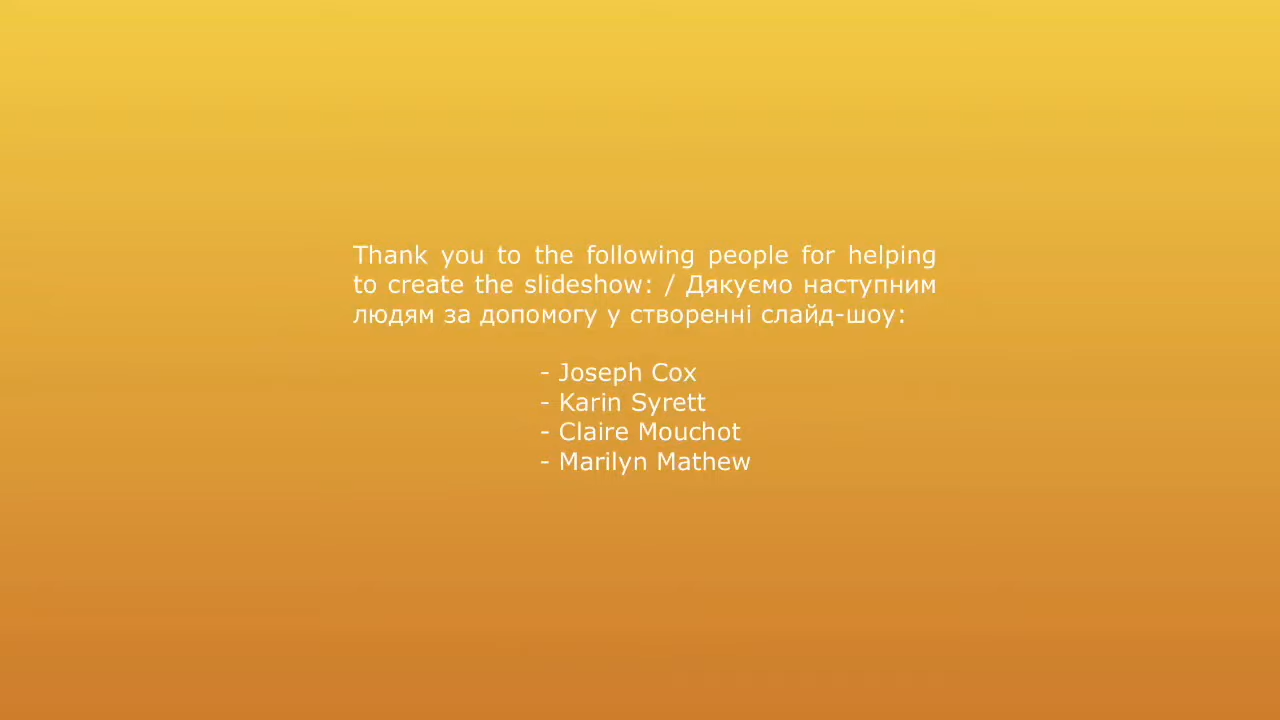 Thank you to the following people for helping
to create the slideshow: / Дякуємо наступним
людям за допомогу у створенні слайд-шоу:
- Joseph Cox
- Karin Syrett
- Claire Mouchot
- Marilyn Mathew